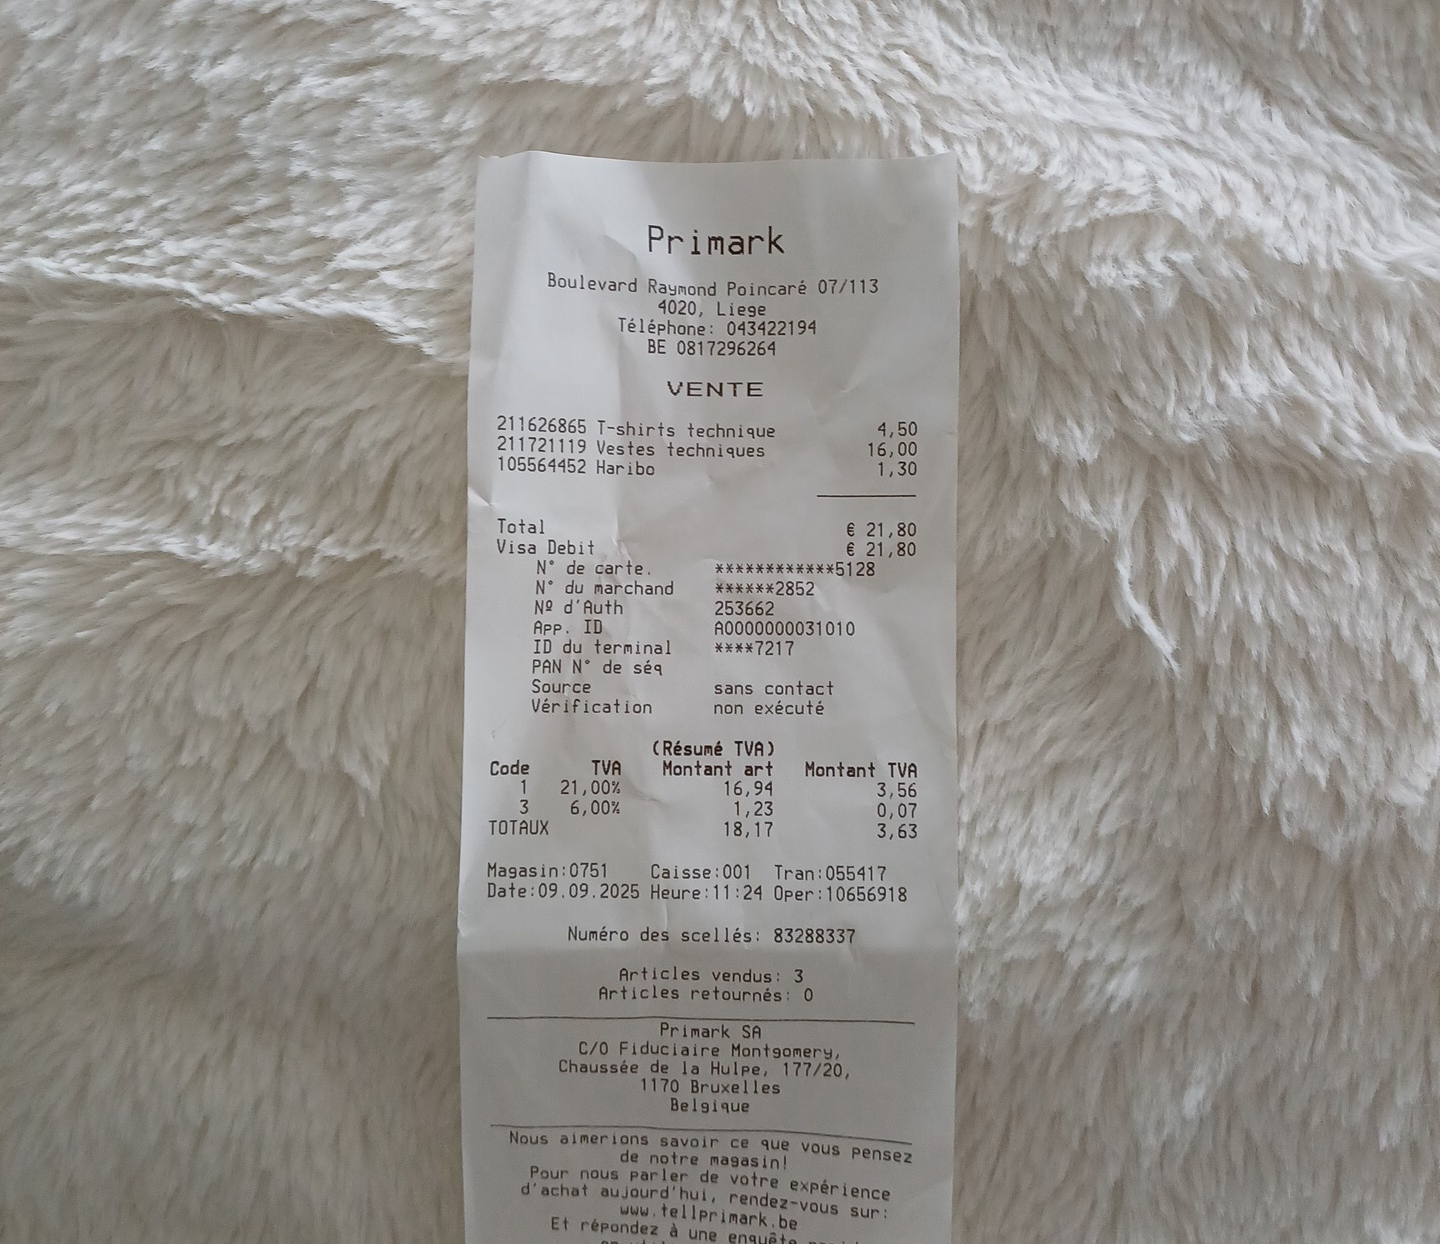 Primark
Boulevard Raymond Poincaré 07/113
4020, Liege
Téléphone: 043422194
BE 0817296264
VENTE
211626865 T-shirts technique 4,50
211721119 Vestes techniques 16,00
105564452 Haribo 1,30
Total € 21,80
Visa Debit € 21,80
N° de carte. ************5128
N° du marchand ******2852
Nº d'Auth 253662
App. ID A0000000031010
ID du terminal ****7217
PAN N° de séq
Source sans contact
Vérification non exécuté
(Résumé TVA)
Code TVA Montant art Montant TVA
1 21,00% 16,94 3,56
3 6,00% 1,23 0,07
TOTAUX 18,17 3,63
Magasin:0751 Caisse:001 Tran:055417
Date:09.09.2025 Heure:11:24 Oper:10656918
Numéro des scellés: 83288337
Articles vendus: 3
Articles retournés: 0
Primark SA
C/O Fiduciaire Montgomery,
Chaussée de la Hulpe, 177/20,
1170 Bruxelles
Belgique
Nous aimerions savoir ce que vous pensez
de notre magasin!
Pour nous parler de votre expérience
d'achat aujourd'hui, rendez-vous sur:
www.tellprimark.be
Et répondez à une enquête